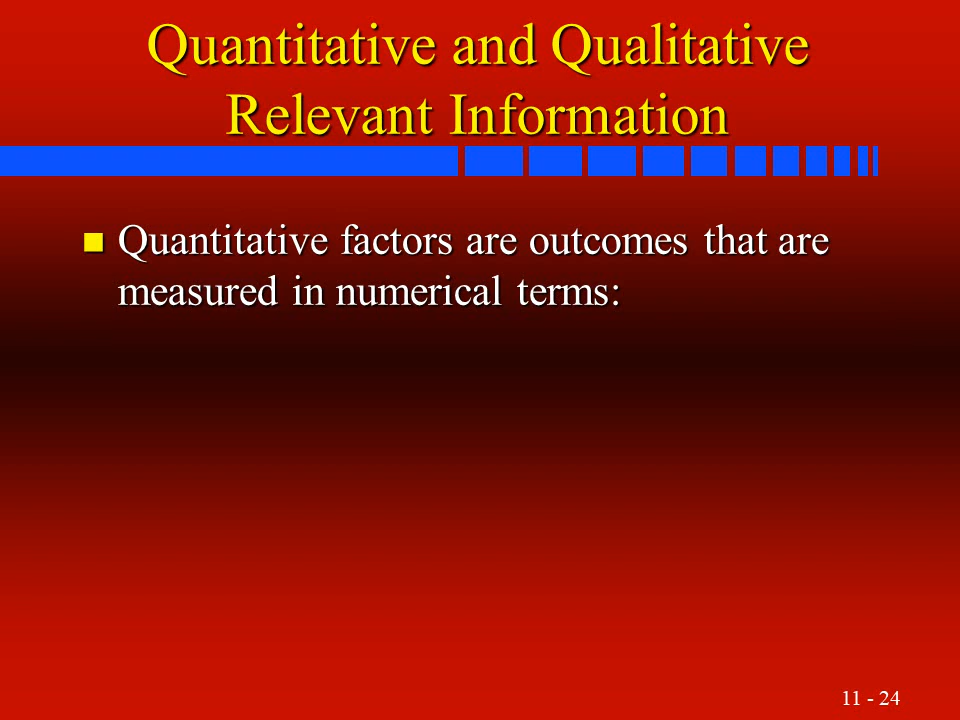 Quantitative and Qualitative
Relevant Information
Quantitative factors are outcomes that are
measured in numerical terms:
11 - 24